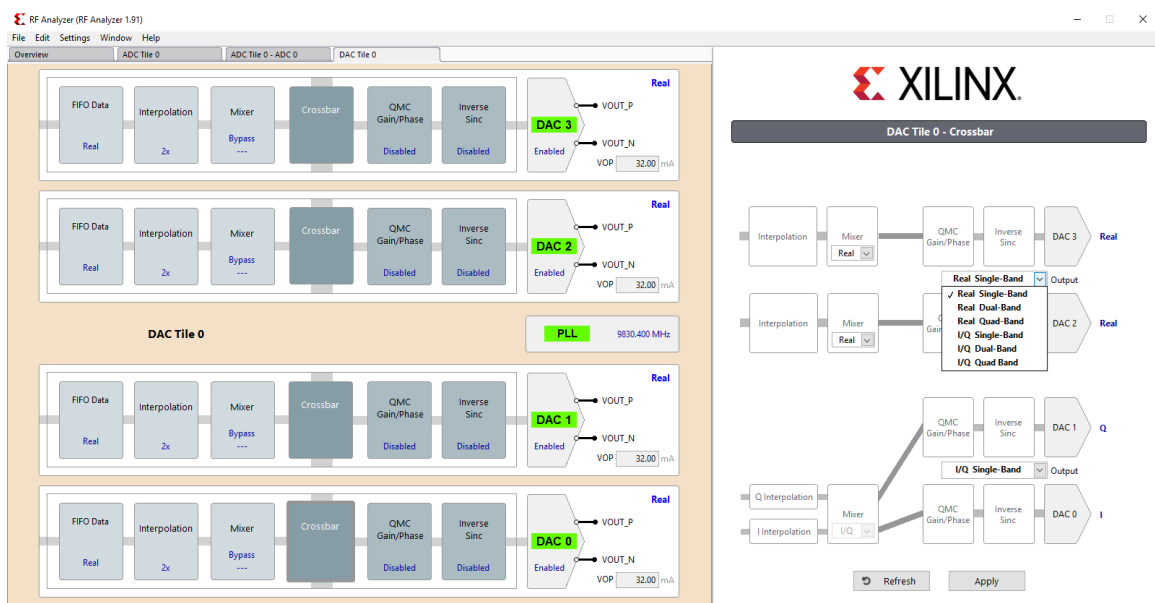 RF Analyzer (RF Analyzer 1.91)
File Edit Settings Window Help
Overview ADC Tile 0 ADC Tile 0 - ADC 0 DAC Tile 0
Real
FIFO Data Interpolation Mixer Crossbar QMC Gain/Phase Inverse Sinc VOUT_P
DAC 3
Bypass VOUT_N
Real 2x --- Disabled Disabled Enabled
VOP 32.00 mA
Real
FIFO Data Interpolation Mixer Crossbar QMC Gain/Phase Inverse Sinc VOUT_P
DAC 2
Bypass VOUT_N
Real 2x --- Disabled Disabled Enabled
VOP 32.00 mA
DAC Tile 0 PLL 9830.400 MHz
Real
FIFO Data Interpolation Mixer Crossbar QMC Gain/Phase Inverse Sinc VOUT_P
DAC 1
Bypass VOUT_N
Real 2x --- Disabled Disabled Enabled
VOP 32.00 mA
Real
FIFO Data Interpolation Mixer Crossbar QMC Gain/Phase Inverse Sinc VOUT_P
DAC 0
Bypass VOUT_N
Real 2x --- Disabled Disabled Enabled
VOP 32.00 mA
XILINX.
DAC Tile 0 - Crossbar
Interpolation Mixer QMC Gain/Phase Inverse Sinc DAC 3 Real
Real
Real Single-Band Output
✓ Real Single-Band
Real Dual-Band
Real Quad-Band
I/Q Single-Band
I/Q Dual-Band
I/Q Quad Band
Interpolation Mixer Gain DAC 2 Real
Real
QMC Gain/Phase Inverse Sinc DAC 1 Q
I/Q Single-Band Output
Q Interpolation
Mixer QMC Gain/Phase Inverse Sinc DAC 0 I
I Interpolation I/Q
Refresh Apply